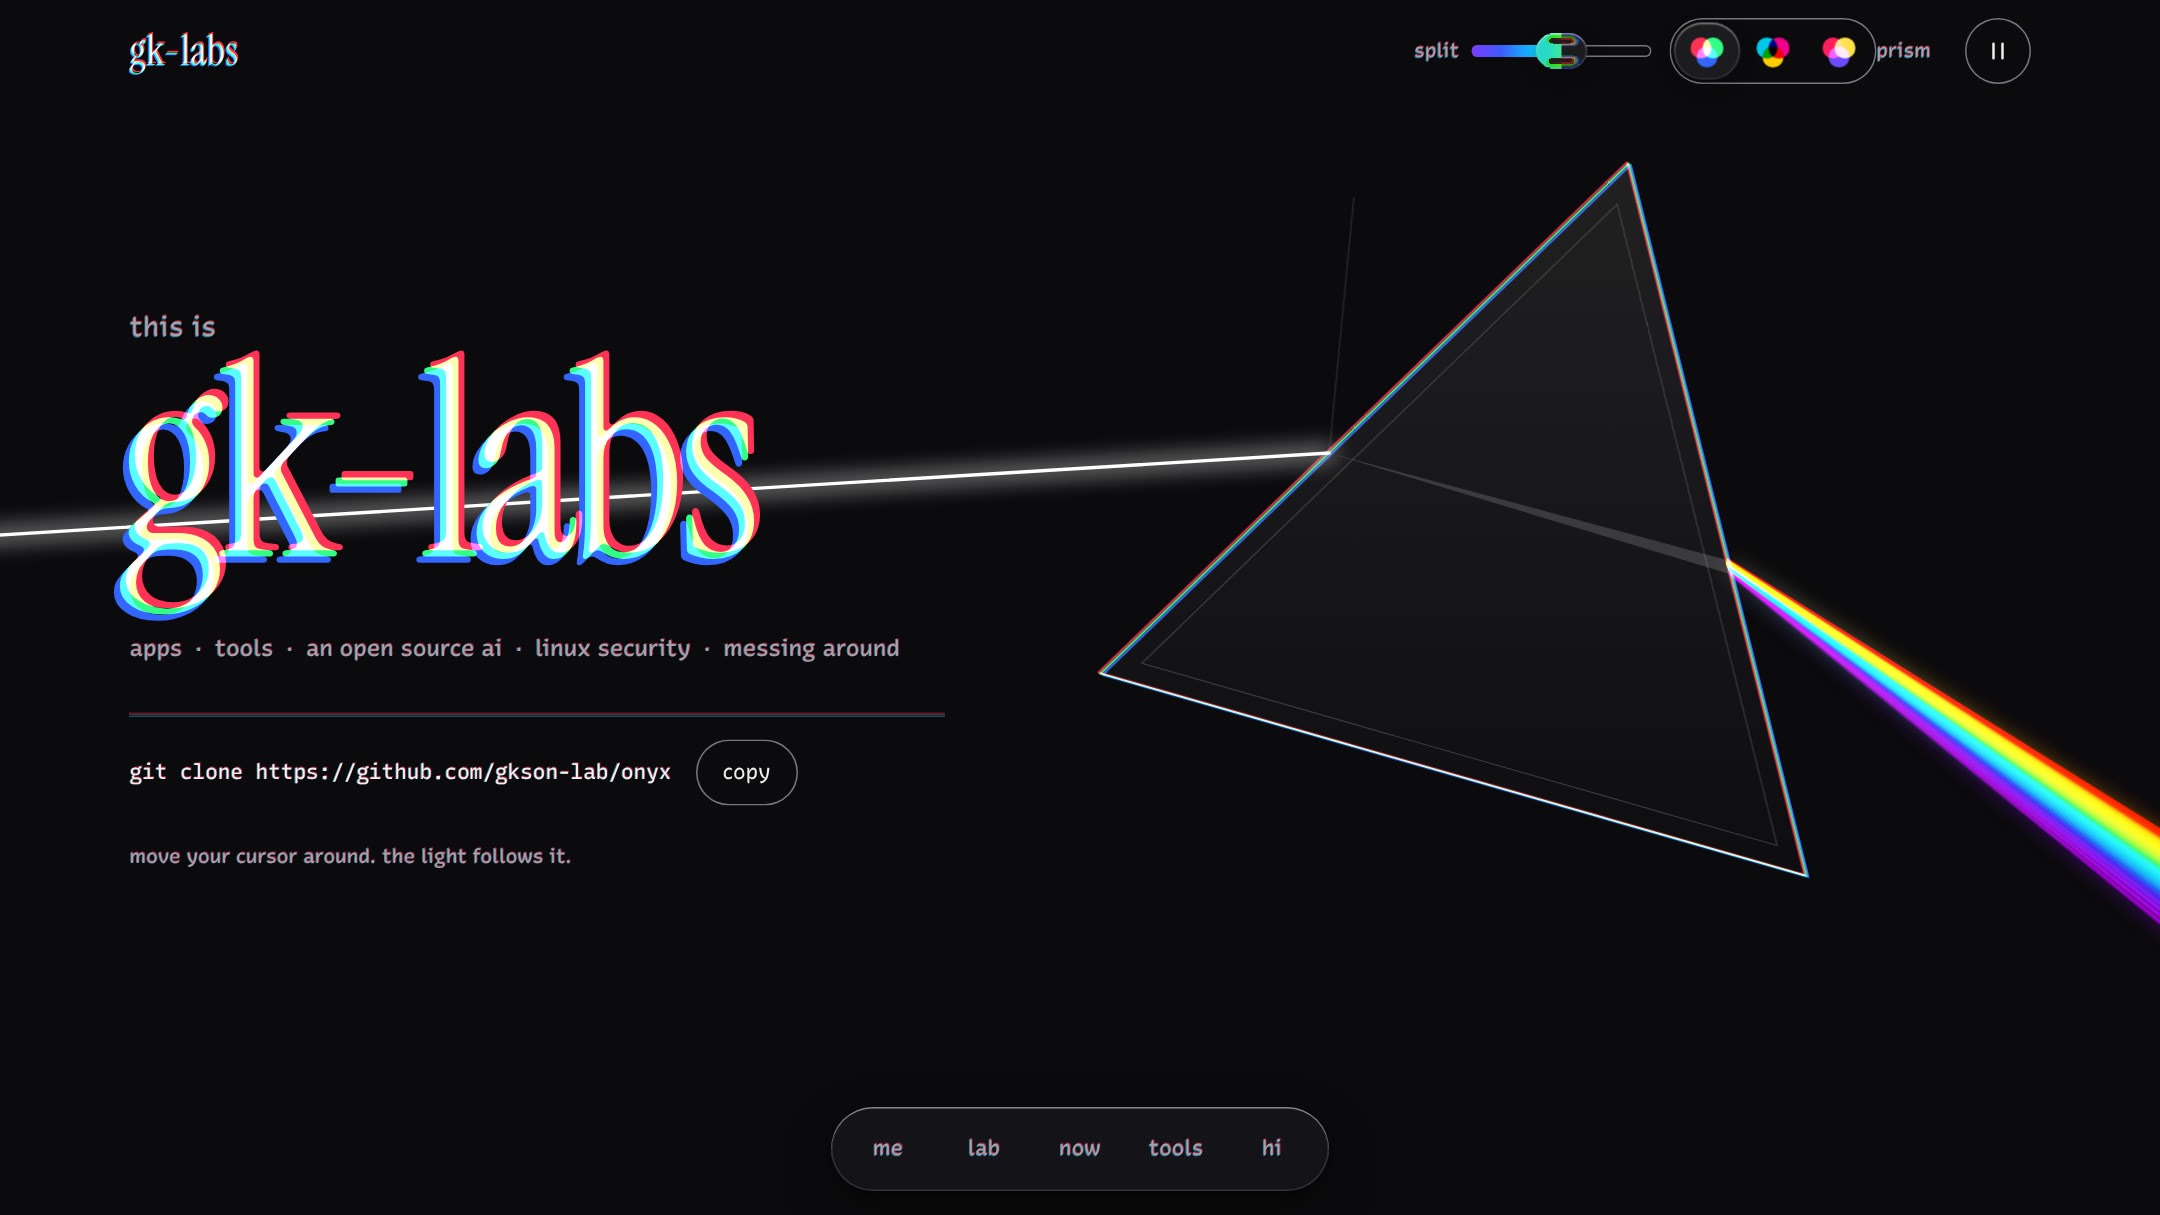 gk-labs
split
prism
this is
gk-labs
apps · tools · an open source ai · linux security · messing around
git clone https://github.com/gkson-lab/onyx
copy
move your cursor around. the light follows it.
me lab now tools hi